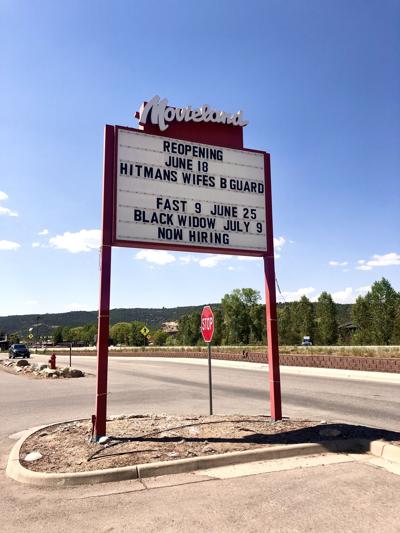 Movieland
REOPENING
JUNE 18
HITMANS WIFES B GUARD
FAST 9 JUNE 25
BLACK WIDOW JULY 9
NOW HIRING
STOP